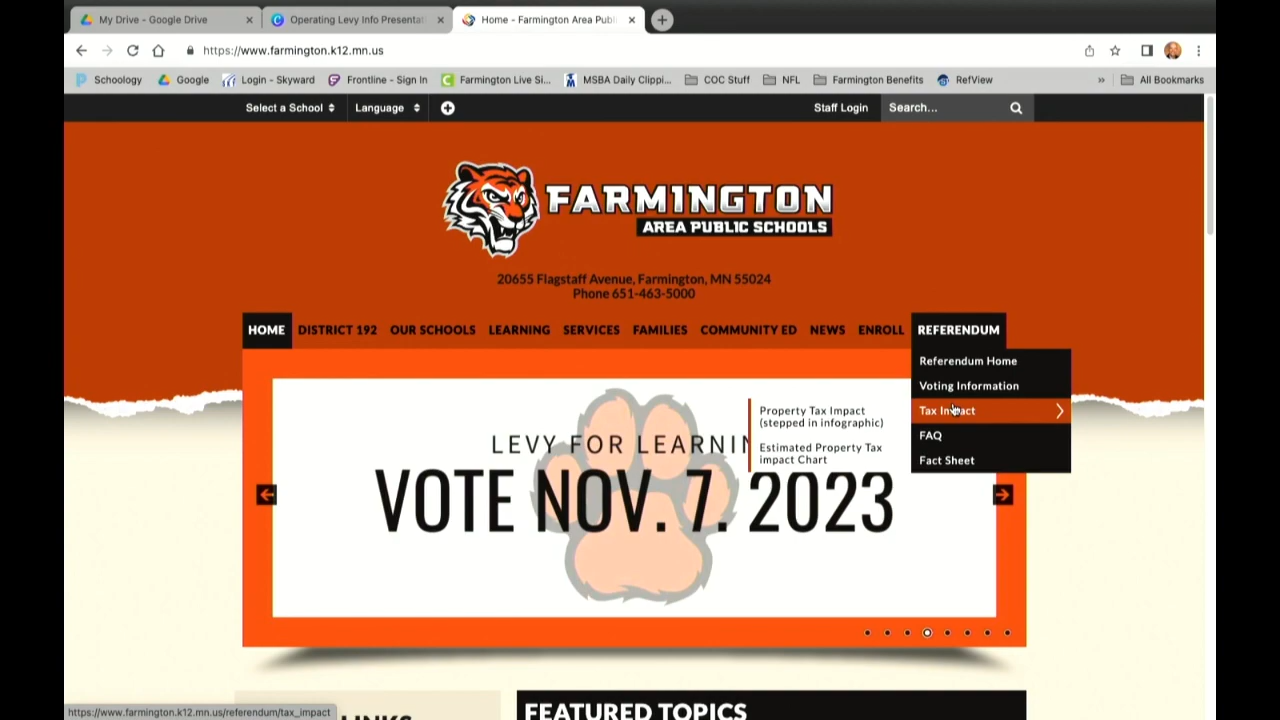 My Drive - Google Drive
Operating Levy Info Presentat
Home - Farmington Area Publ
https://www.farmington.k12.mn.us
Schoology
Google
Login - Skyward
Frontline - Sign In
Farmington Live Si...
MSBA Daily Clippi...
COC Stuff
NFL
Farmington Benefits
RefView
»
All Bookmarks
Select a School
Language
Staff Login
Search...
FARMINGTON
AREA PUBLIC SCHOOLS
20655 Flagstaff Avenue, Farmington, MN 55024
Phone 651-463-5000
HOME DISTRICT 192 OUR SCHOOLS LEARNING SERVICES FAMILIES COMMUNITY ED NEWS ENROLL REFERENDUM
Referendum Home
Voting Information
Tax Impact
FAQ
Fact Sheet
Property Tax Impact
(stepped in infographic)
Estimated Property Tax
impact Chart
LEVY FOR LEARNIN
VOTE NOV. 7. 2023
https://www.farmington.k12.mn.us/referendum/tax_impact
FEATURED TOPICS